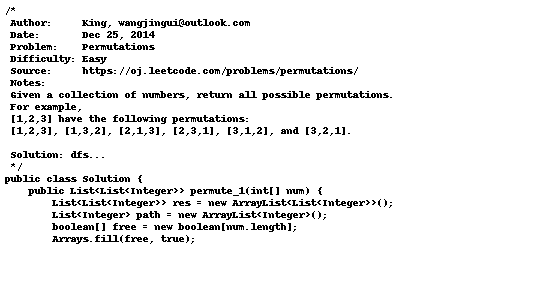 /*
 Author:     King, wangjingui@outlook.com
 Date:       Dec 25, 2014
 Problem:    Permutations
 Difficulty: Easy
 Source:     https://oj.leetcode.com/problems/permutations/
 Notes:
 Given a collection of numbers, return all possible permutations.
 For example,
 [1,2,3] have the following permutations:
 [1,2,3], [1,3,2], [2,1,3], [2,3,1], [3,1,2], and [3,2,1].

 Solution: dfs...
 */
public class Solution {
    public List<List<Integer>> permute_1(int[] num) {
        List<List<Integer>> res = new ArrayList<List<Integer>>();
        List<Integer> path = new ArrayList<Integer>();
        boolean[] free = new boolean[num.length];
        Arrays.fill(free, true);